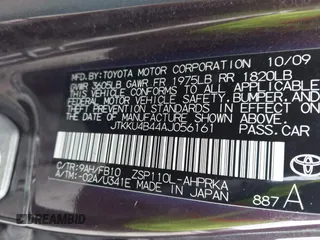 MFD BY: TOYOTA MOTOR CORPORATION 10/09
GVWR 3605LB GAWR FR 1975LB RR 1820LB
THIS VEHICLE CONFORMS TO ALL APPLICABLE
FEDERAL MOTOR VEHICLE SAFETY, BUMPER, AND
THEFT PREVENTION STANDARDS IN EFFECT ON
THE DATE OF MANUFACTURE SHOWN ABOVE.
JTKKU4B44AJ056161 PASS.CAR
C/TR: 9AH/FB10 ZSP110L-AHPRKA
A/TM: -02A/U341E MADE IN JAPAN
887 A
DREAMBID